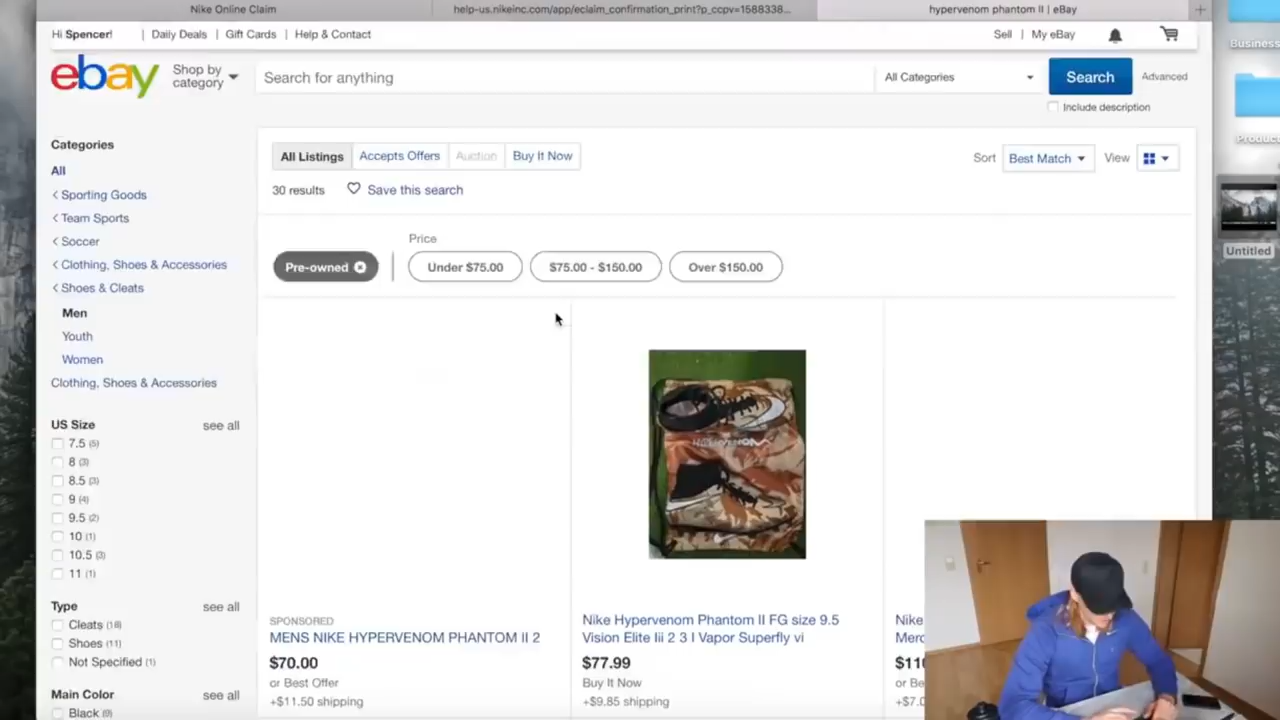 Nike Online Claim
help-us.nikeinc.com/app/eclaim_confirmation_print?p_ccpv=1588338...
hypervenom phantom II | eBay
Hi Spencer!
Daily Deals
Gift Cards
Help & Contact
Sell
My eBay
ebay
Shop by
category
Search for anything
All Categories
Search
Advanced
Include description
Categories
All
Sporting Goods
Team Sports
Soccer
Clothing, Shoes & Accessories
Shoes & Cleats
Men
Youth
Women
Clothing, Shoes & Accessories
US Size see all
7.5 (5)
8 (3)
8.5 (3)
9 (4)
9.5 (2)
10 (1)
10.5 (3)
11 (1)
Type see all
Cleats (18)
Shoes (11)
Not Specified (1)
Main Color see all
Black (9)
All Listings
Accepts Offers
Auction
Buy It Now
Sort
Best Match
View
30 results
Save this search
Price
Pre-owned
Under $75.00
$75.00 - $150.00
Over $150.00
SPONSORED
MENS NIKE HYPERVENOM PHANTOM II 2
$70.00
or Best Offer
+$11.50 shipping
Nike Hypervenom Phantom II FG size 9.5
Vision Elite Iii 2 3 I Vapor Superfly vi
$77.99
Buy It Now
+$9.85 shipping
Nike
Merc
$11
or Be
Business
Produc
Untitled